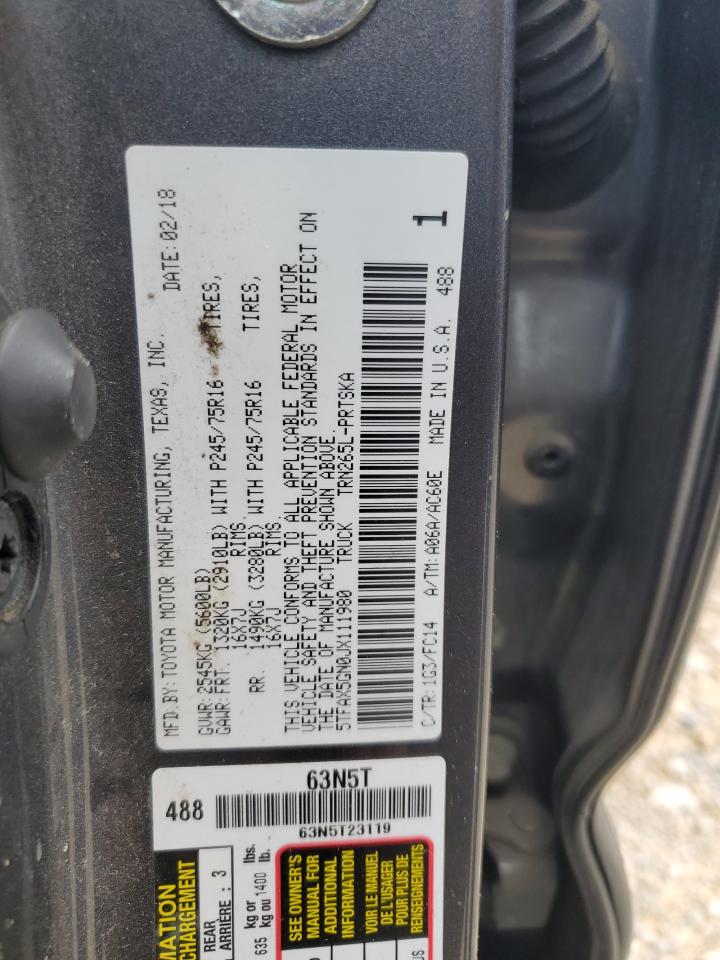 MFD.BY:TOYOTA MOTOR MANUFACTURING, TEXAS, INC. DATE:02/18
GVWR:2545KG (5600LB)
GAWR:FRT. 1320KG (2910LB) WITH P245/75R16 TIRES,
16X7J RIMS.
RR. 1490KG (3280LB) WITH P245/75R16 TIRES,
16X7J RIMS.
THIS VEHICLE CONFORMS TO ALL APPLICABLE FEDERAL MOTOR
VEHICLE SAFETY AND THEFT PREVENTION STANDARDS IN EFFECT ON
THE DATE OF MANUFACTURE SHOWN ABOVE.
5TFAX5GN0JX111980 TRUCK TRN265L-PRTSKA
C/TR:1G3/FC14 A/TM:A06A/AC60E MADE IN U.S.A. 488
1
488
63N5T
63N5T23119
REAR
ARRIÈRE : 3
kg or lbs.
635 kg ou 1400 lb.
SEE OWNER'S
MANUAL FOR
ADDITIONAL
INFORMATION
VOIR LE MANUEL
DE L'USAGER
POUR PLUS DE
RENSEIGNEMENTS